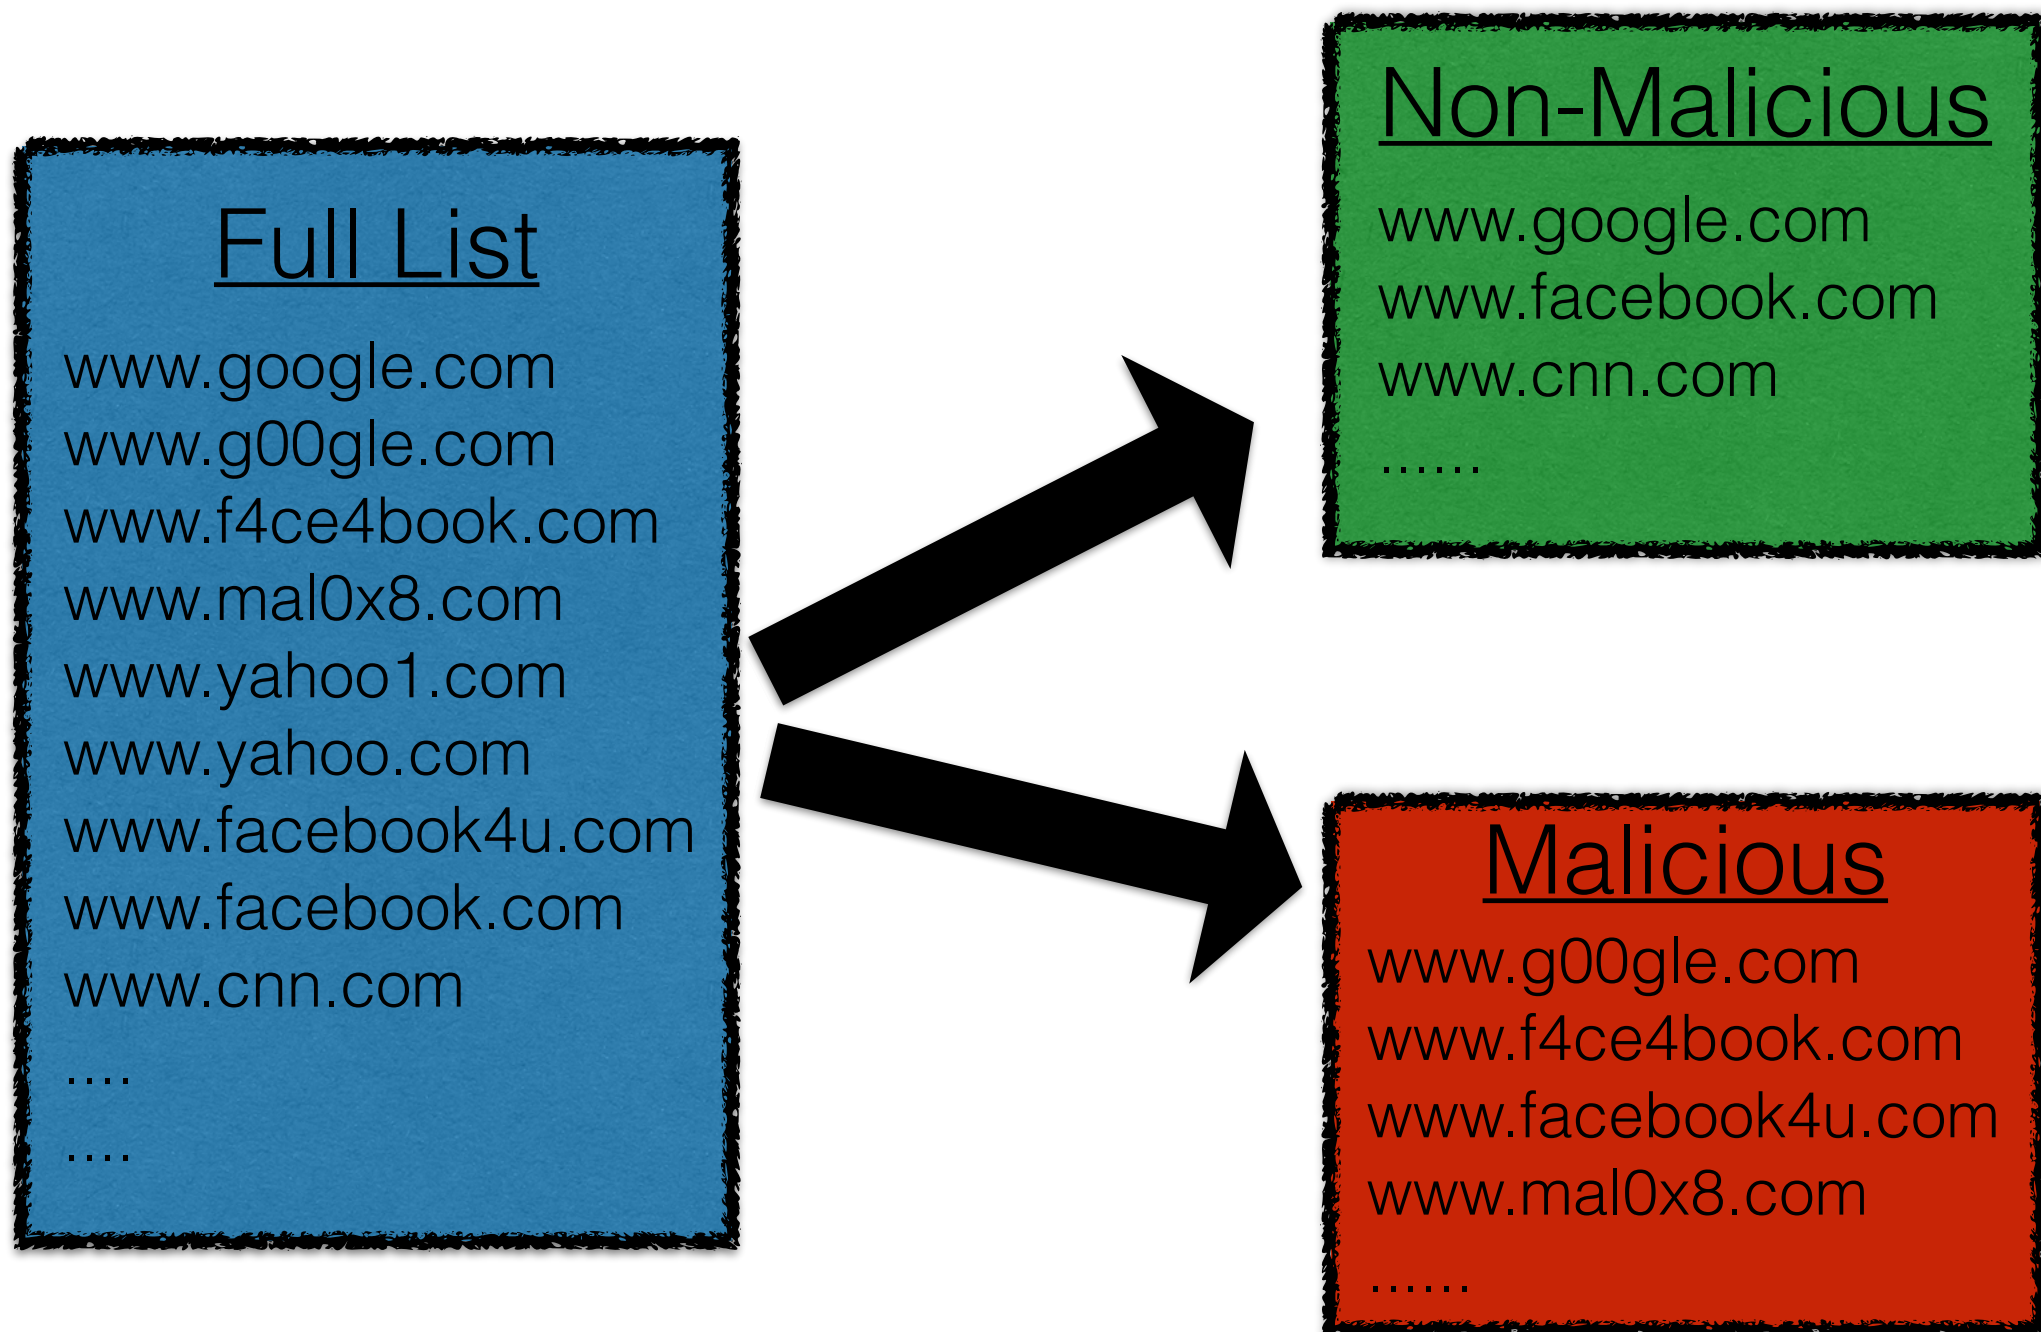 Full List
www.google.com
www.g00gle.com
www.f4ce4book.com
www.mal0x8.com
www.yahoo1.com
www.yahoo.com
www.facebook4u.com
www.facebook.com
www.cnn.com
....
....
Non-Malicious
www.google.com
www.facebook.com
www.cnn.com
......
Malicious
www.g00gle.com
www.f4ce4book.com
www.facebook4u.com
www.mal0x8.com
......